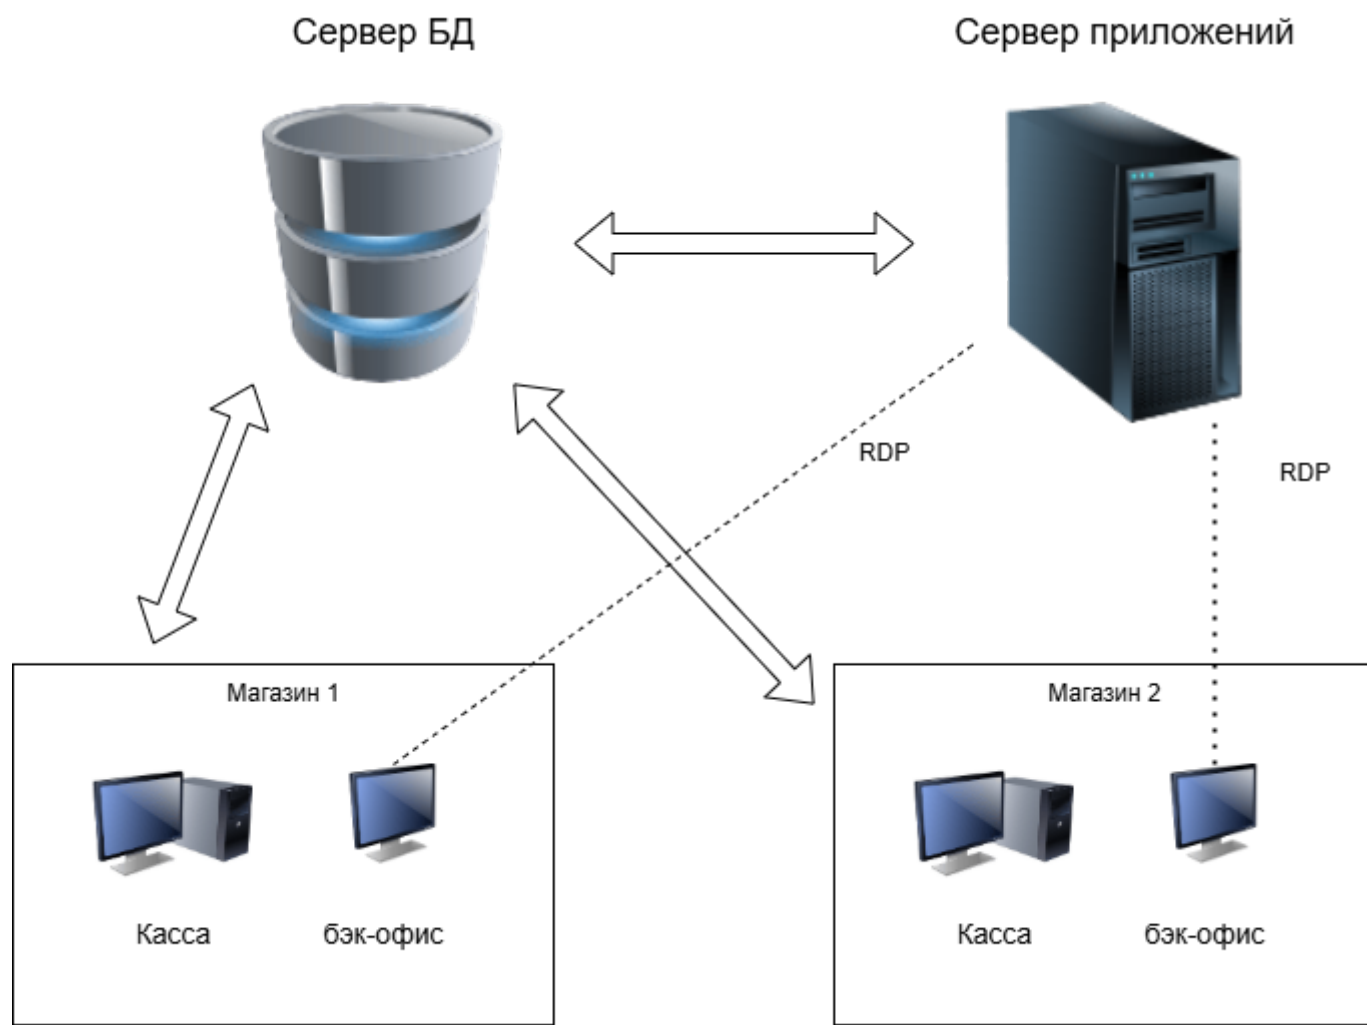 Сервер БД
Сервер приложений
RDP
RDP
Магазин 1
Магазин 2
Касса
бэк-офис
Касса
бэк-офис